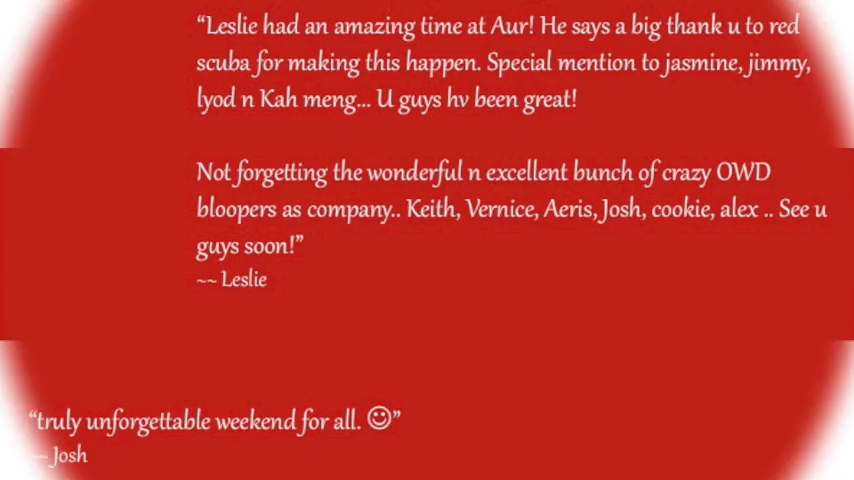 “Leslie had an amazing time at Aur! He says a big thank u to red
scuba for making this happen. Special mention to jasmine, jimmy,
lyod n Kah meng... U guys hv been great!
Not forgetting the wonderful n excellent bunch of crazy OWD
bloopers as company.. Keith, Vernice, Aeris, Josh, cookie, alex .. See u
guys soon!”
~~ Leslie
“truly unforgettable weekend for all. ☺”
~~ Josh